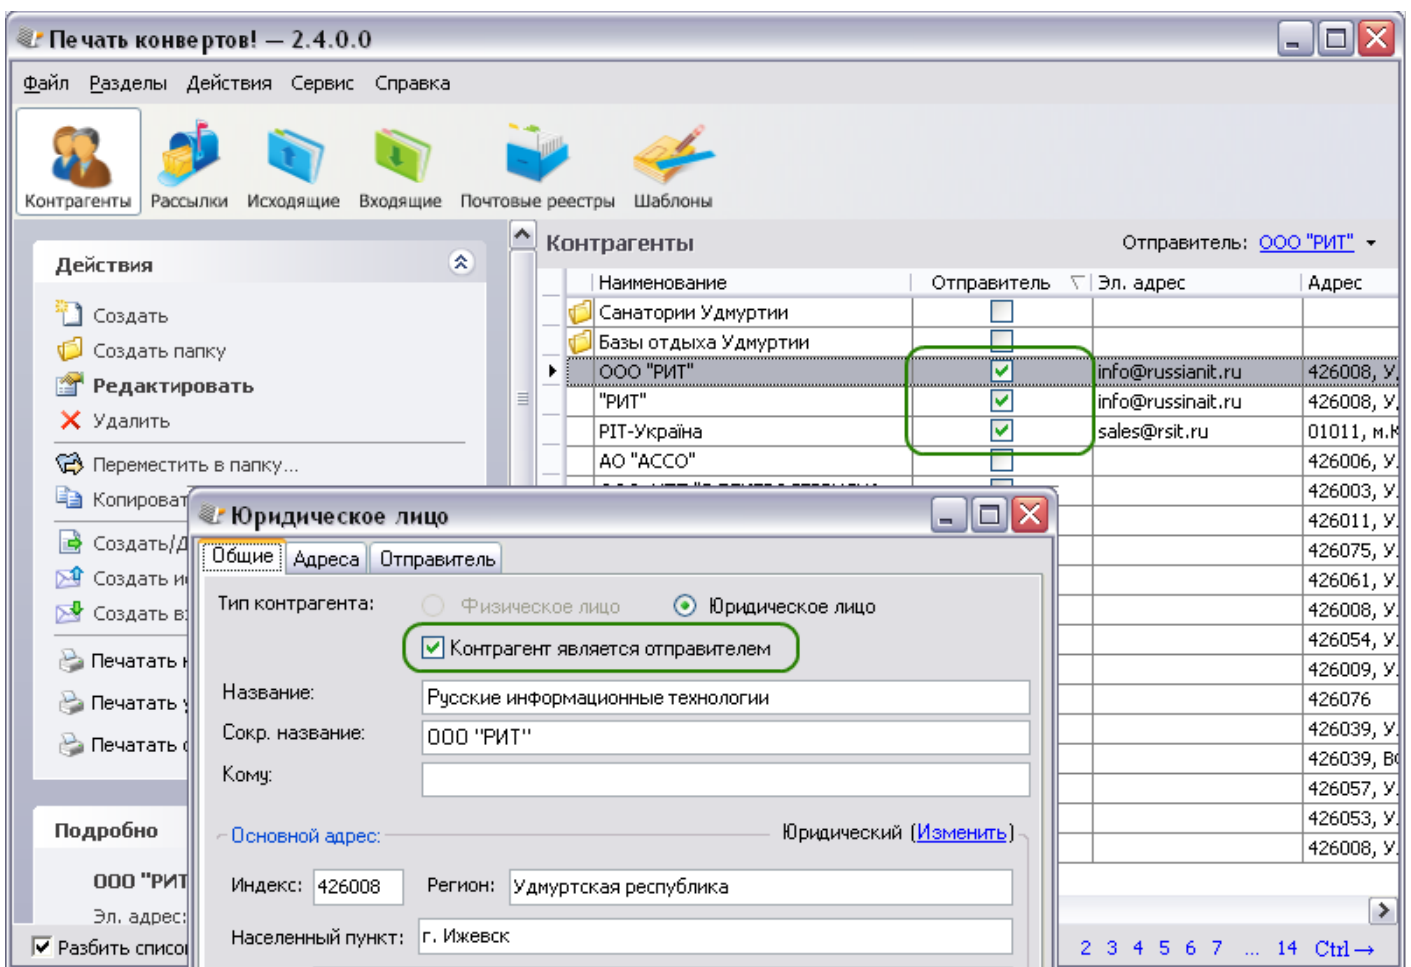 Печать конвертов! — 2.4.0.0
Файл Разделы Действия Сервис Справка
Контрагенты Рассылки Исходящие Входящие Почтовые реестры Шаблоны
Действия
Создать
Создать папку
Редактировать
Удалить
Переместить в папку...
Копироват
Создать/Д
Создать и
Создать в
Печатать
Печатать
Печатать
Подробно
ООО "РИТ
Эл. адрес:
Разбить списо
Контрагенты Отправитель: ООО "РИТ"
Наименование Отправитель Эл. адрес Адрес
Санатории Удмуртии
Базы отдыха Удмуртии
ООО "РИТ" info@russianit.ru 426008, У.
"РИТ" info@russinait.ru 426008, У.
РІТ-Україна sales@rsit.ru 01011, м.К
АО "АССО" 426006, У.
426003, У.
426011, У.
426075, У.
426061, У.
426008, У.
426054, У.
426009, У.
426076
426039, У.
426039, ВО
426057, У.
426053, У.
426008, У.
2 3 4 5 6 7 ... 14 Ctrl →
Юридическое лицо
Общие Адреса Отправитель
Тип контрагента: Физическое лицо Юридическое лицо
Контрагент является отправителем
Название: Русские информационные технологии
Сокр. название: ООО "РИТ"
Кому:
Основной адрес: Юридический (Изменить)
Индекс: 426008 Регион: Удмуртская республика
Населенный пункт: г. Ижевск